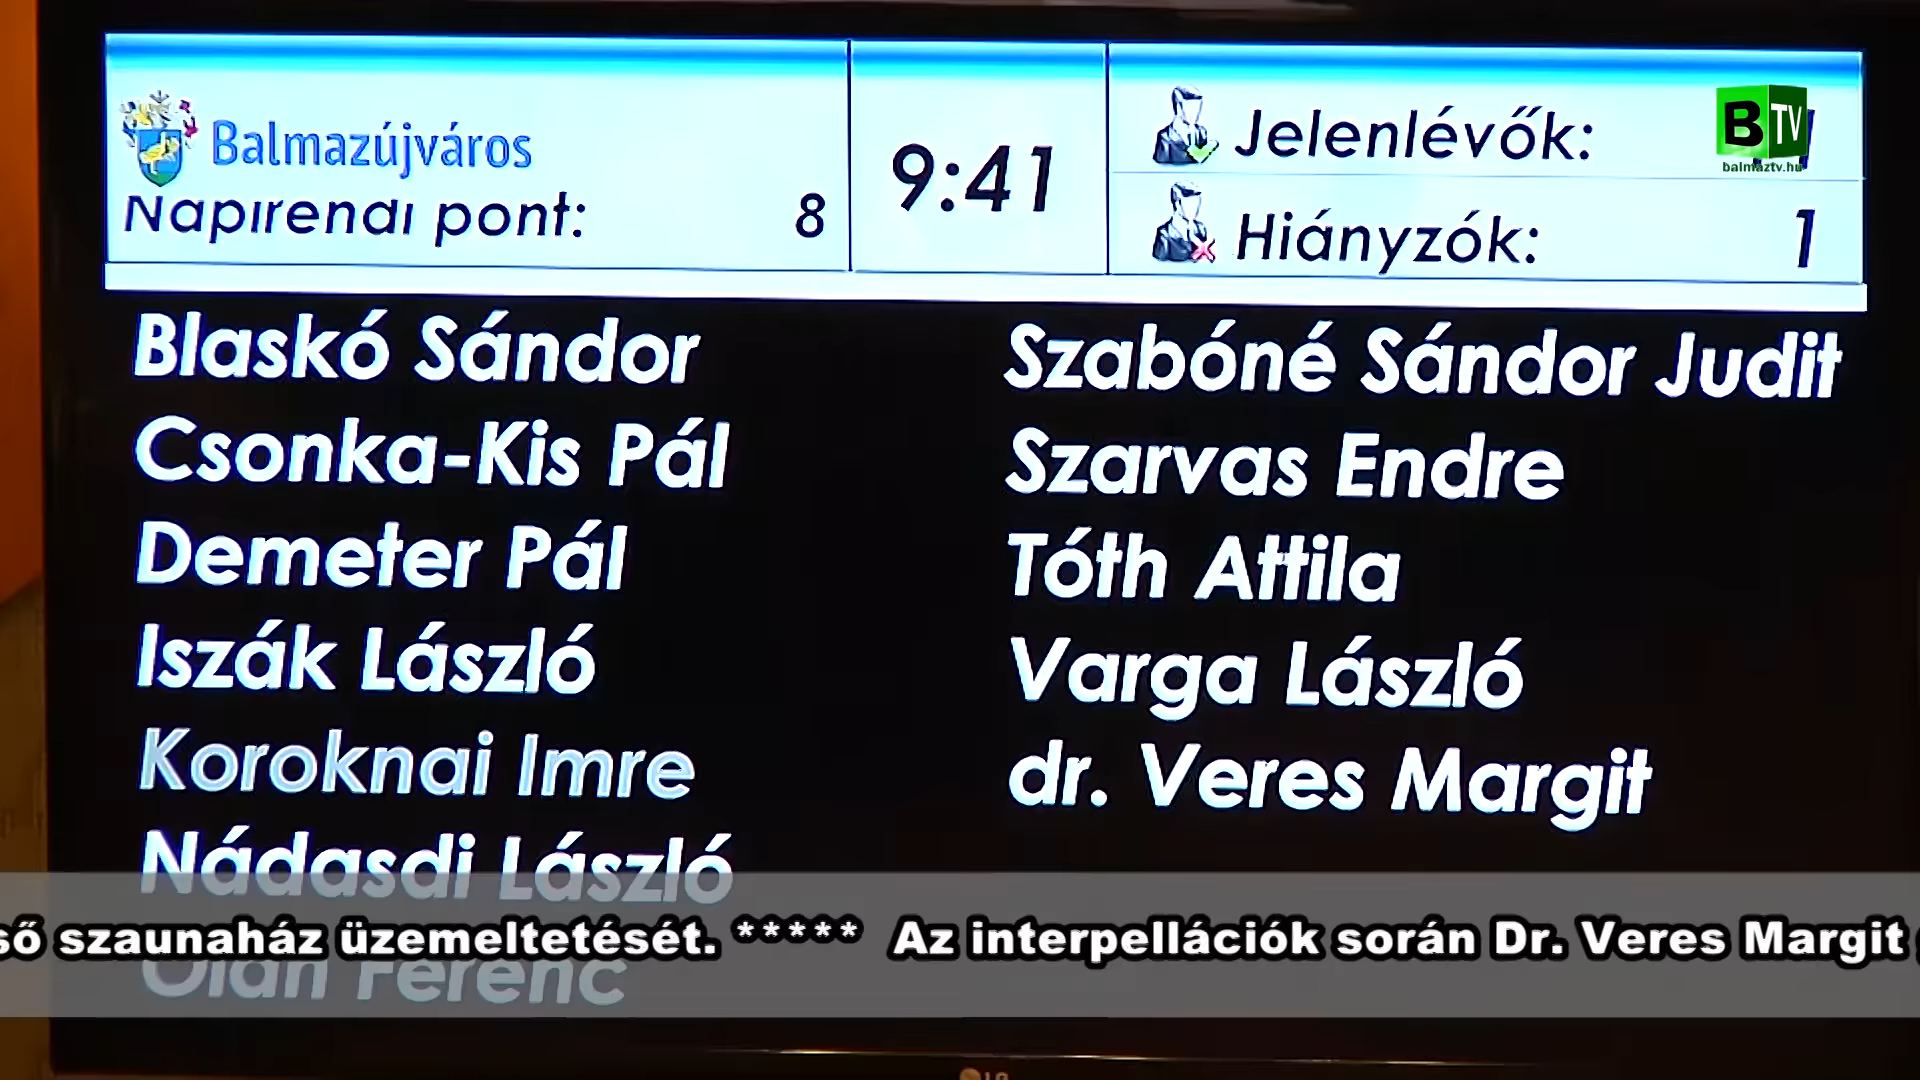 Balmazújváros
Napirendi pont: 8
9:41
Jelenlévők:
Hiányzók: 1
B TV
balmaztv.hu
Blaskó Sándor
Csonka-Kis Pál
Demeter Pál
Iszák László
Koroknai Imre
Nádasdi László
Oláh Ferenc
Szabóné Sándor Judit
Szarvas Endre
Tóth Attila
Varga László
dr. Veres Margit
ső szaunaház üzemeltetését. ***** Az interpellációk során Dr. Veres Margit